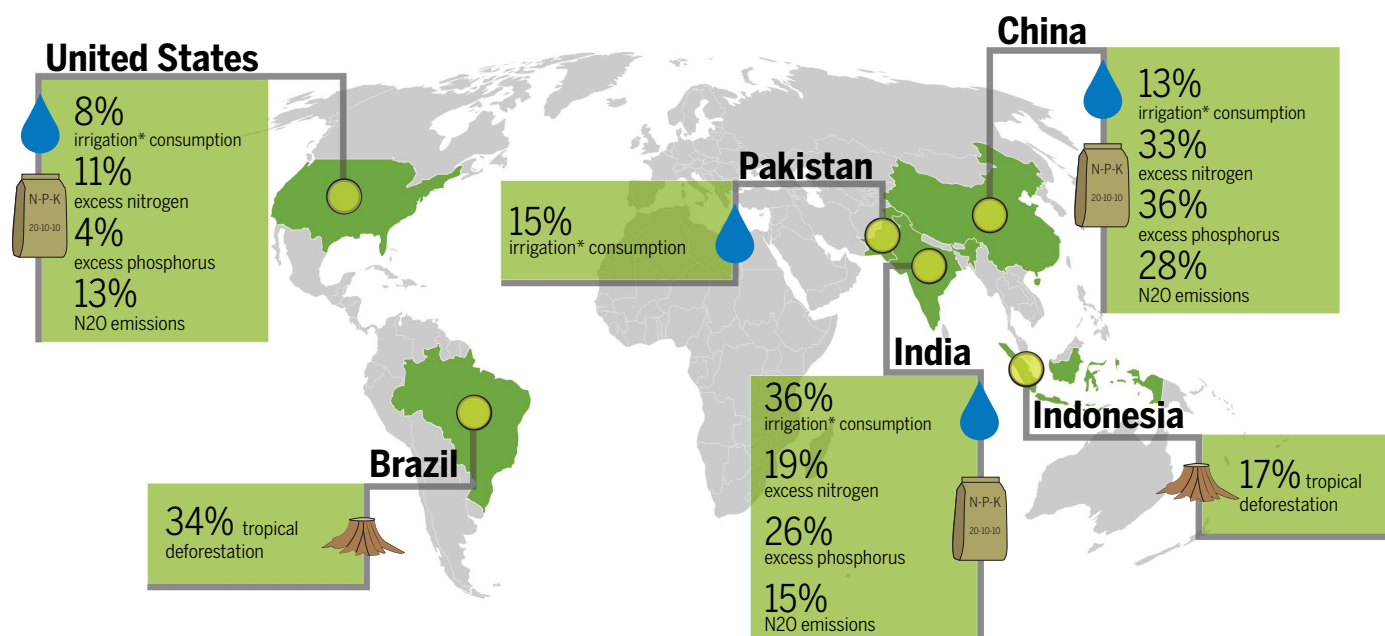 United States
8%
irrigation* consumption
11%
excess nitrogen
4%
excess phosphorus
13%
N20 emissions
N-P-K
20-10-10
Brazil
34% tropical
deforestation
Pakistan
15%
irrigation* consumption
India
36%
irrigation* consumption
19%
excess nitrogen
26%
excess phosphorus
15%
N20 emissions
N-P-K
20-10-10
China
13%
irrigation* consumption
33%
excess nitrogen
36%
excess phosphorus
28%
N20 emissions
N-P-K
20-10-10
Indonesia
17% tropical
deforestation